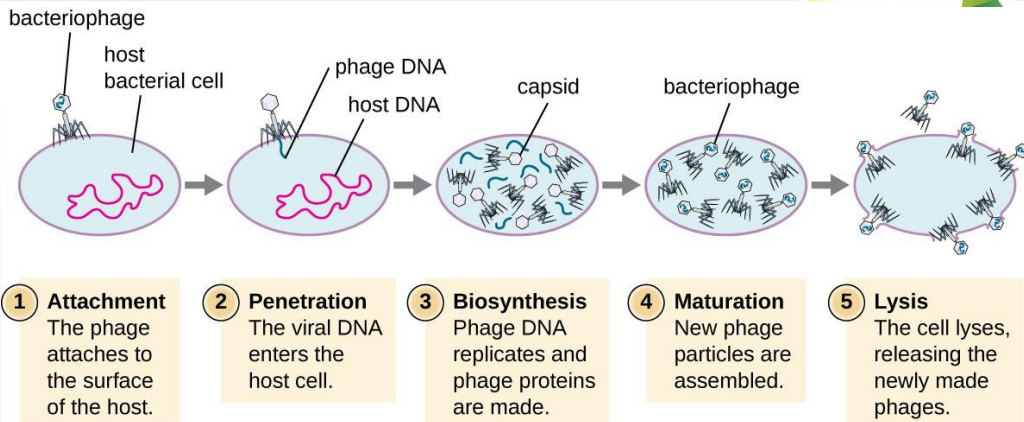 bacteriophage
host
bacterial cell
phage DNA
host DNA
capsid
bacteriophage
1 Attachment
The phage
attaches to
the surface
of the host.
2 Penetration
The viral DNA
enters the
host cell.
3 Biosynthesis
Phage DNA
replicates and
phage proteins
are made.
4 Maturation
New phage
particles are
assembled.
5 Lysis
The cell lyses,
releasing the
newly made
phages.